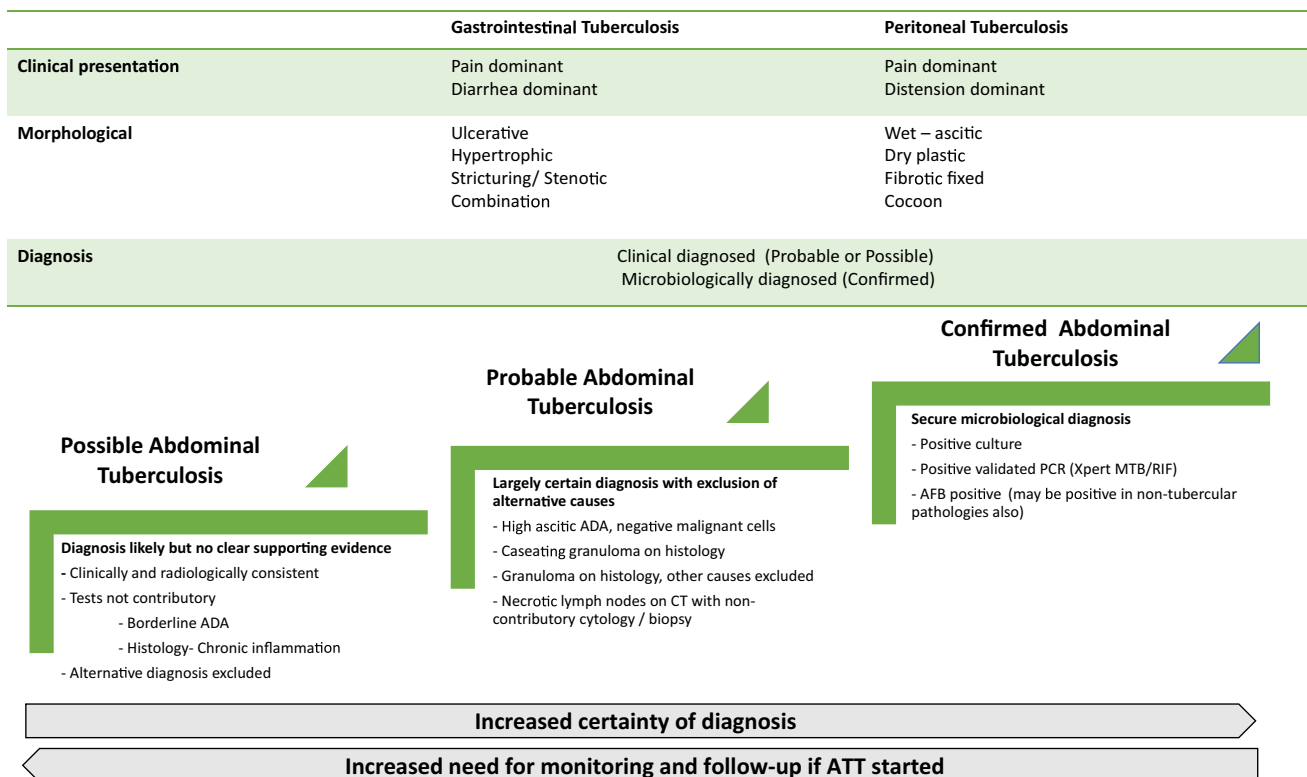 Gastrointestinal Tuberculosis Peritoneal Tuberculosis
Clinical presentation Pain dominant Pain dominant
Diarrhea dominant Distension dominant
Morphological Ulcerative Wet – ascitic
Hypertrophic Dry plastic
Stricturing/ Stenotic Fibrotic fixed
Combination Cocoon
Diagnosis Clinical diagnosed (Probable or Possible)
Microbiologically diagnosed (Confirmed)
Possible Abdominal
Tuberculosis
Diagnosis likely but no clear supporting evidence
- Clinically and radiologically consistent
- Tests not contributory
- Borderline ADA
- Histology- Chronic inflammation
- Alternative diagnosis excluded
Probable Abdominal
Tuberculosis
Largely certain diagnosis with exclusion of
alternative causes
- High ascitic ADA, negative malignant cells
- Caseating granuloma on histology
- Granuloma on histology, other causes excluded
- Necrotic lymph nodes on CT with non-
contributory cytology / biopsy
Confirmed Abdominal
Tuberculosis
Secure microbiological diagnosis
- Positive culture
- Positive validated PCR (Xpert MTB/RIF)
- AFB positive (may be positive in non-tubercular
pathologies also)
Increased certainty of diagnosis
Increased need for monitoring and follow-up if ATT started